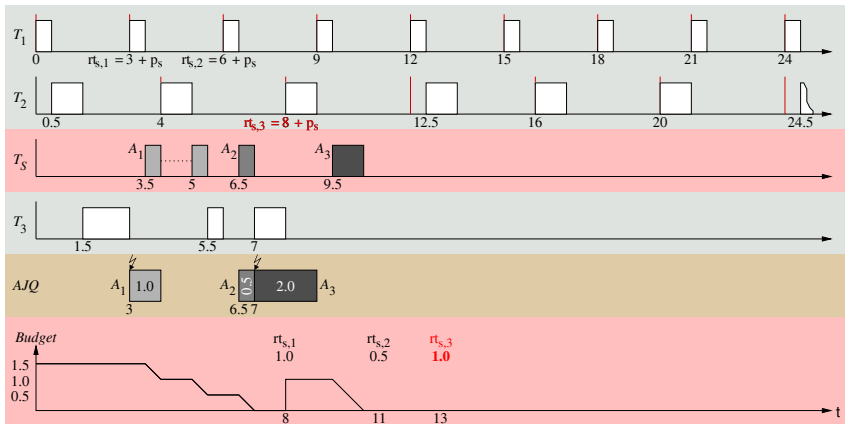 T1
0 rts,1 = 3 + ps rts,2 = 6 + ps 9 12 15 18 21 24
T2
0.5 4 rts,3 = 8 + ps 12.5 16 20 24.5
TS A1 A2 A3
3.5 5 6.5 9.5
T3
1.5 5.5 7
AJQ A1 1.0 A2 0.5 2.0 A3
3 6.5 7
Budget rts,1 rts,2 rts,3
1.0 0.5 1.0
1.5
1.0
0.5
8 11 13 t